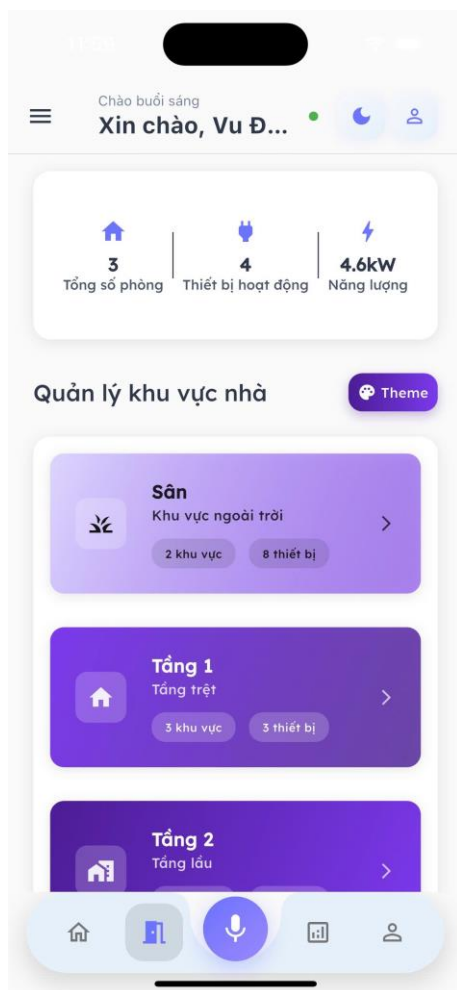 Chào buổi sáng
Xin chào, Vu Đ...
3
Tổng số phòng
4
Thiết bị hoạt động
4.6kW
Năng lượng
Quản lý khu vực nhà
Theme
Sân
Khu vực ngoài trời
2 khu vực
8 thiết bị
Tầng 1
Tầng trệt
3 khu vực
3 thiết bị
Tầng 2
Tầng lầu